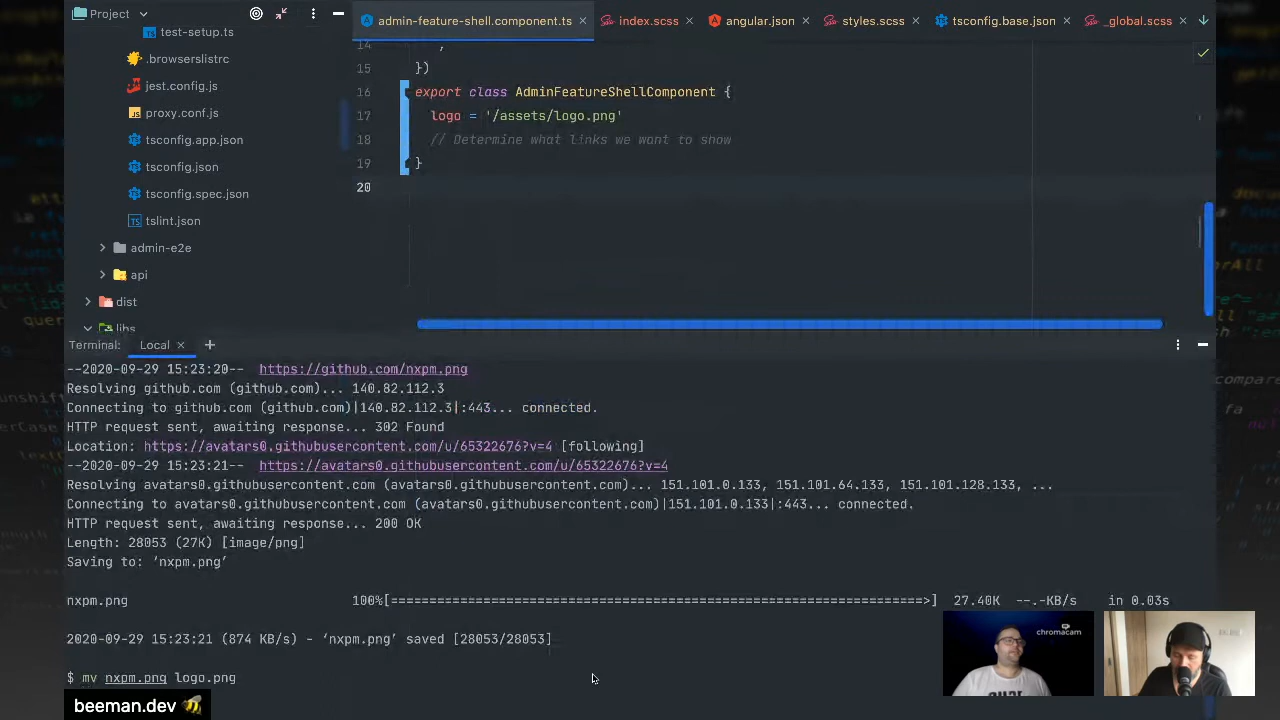 Project
admin-feature-shell.component.ts
index.scss
angular.json
styles.scss
tsconfig.base.json
_global.scss
test-setup.ts
.browserslistrc
jest.config.js
proxy.conf.js
tsconfig.app.json
tsconfig.json
tsconfig.spec.json
tslint.json
admin-e2e
api
dist
libs
14 ,
15 })
16 export class AdminFeatureShellComponent {
17 logo = '/assets/logo.png'
18 // Determine what links we want to show
19 }
20
Terminal: Local +
--2020-09-29 15:23:20-- https://github.com/nxpm.png
Resolving github.com (github.com)... 140.82.112.3
Connecting to github.com (github.com)|140.82.112.3|:443... connected.
HTTP request sent, awaiting response... 302 Found
Location: https://avatars0.githubusercontent.com/u/65322676?v=4 [following]
--2020-09-29 15:23:21-- https://avatars0.githubusercontent.com/u/65322676?v=4
Resolving avatars0.githubusercontent.com (avatars0.githubusercontent.com)... 151.101.0.133, 151.101.64.133, 151.101.128.133, ...
Connecting to avatars0.githubusercontent.com (avatars0.githubusercontent.com)|151.101.0.133|:443... connected.
HTTP request sent, awaiting response... 200 OK
Length: 28053 (27K) [image/png]
Saving to: ‘nxpm.png’
nxpm.png 100%[=====================================================================>] 27.40K --.-KB/s in 0.03s
2020-09-29 15:23:21 (874 KB/s) - ‘nxpm.png’ saved [28053/28053]
$ mv nxpm.png logo.png
chromacam
beeman.dev